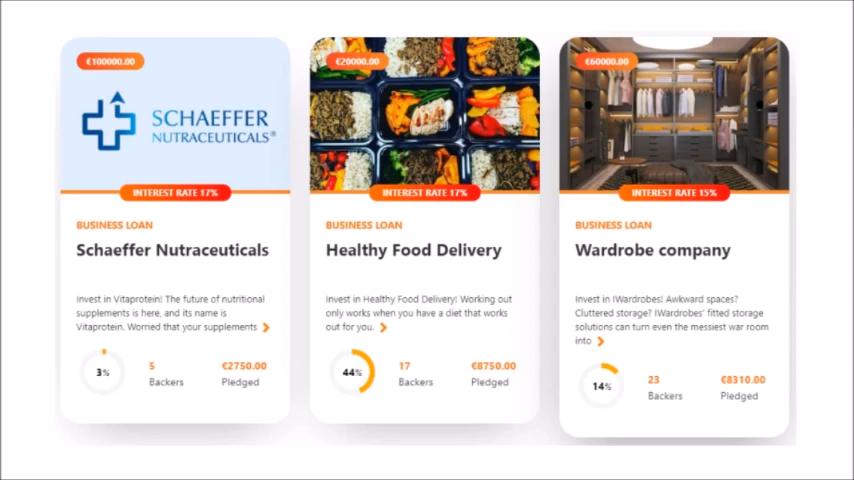 €100000.00
SCHAEFFER
NUTRACEUTICALS®
INTEREST RATE 17%
BUSINESS LOAN
Schaeffer Nutraceuticals
Invest in Vitaprotein! The future of nutritional
supplements is here, and its name is
Vitaprotein. Worried that your supplements
3%
5
Backers
€2750.00
Pledged
€20000.00
INTEREST RATE 17%
BUSINESS LOAN
Healthy Food Delivery
Invest in Healthy Food Delivery! Working out
only works when you have a diet that works
out for you.
44%
17
Backers
€8750.00
Pledged
€60000.00
INTEREST RATE 15%
BUSINESS LOAN
Wardrobe company
Invest in IWardrobes! Awkward spaces?
Cluttered storage? IWardrobes' fitted storage
solutions can turn even the messiest war room
into
14%
23
Backers
€8310.00
Pledged